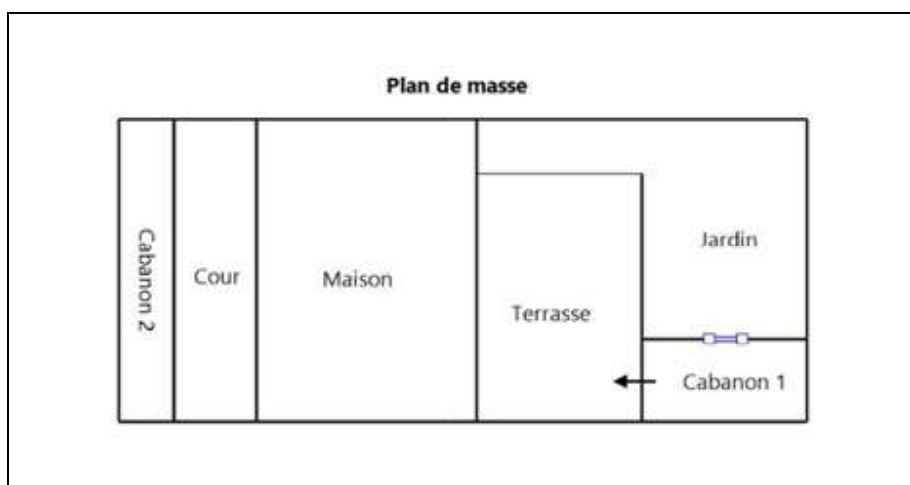 Plan de masse
Cabanon 2
Cour
Maison
Terrasse
Jardin
Cabanon 1